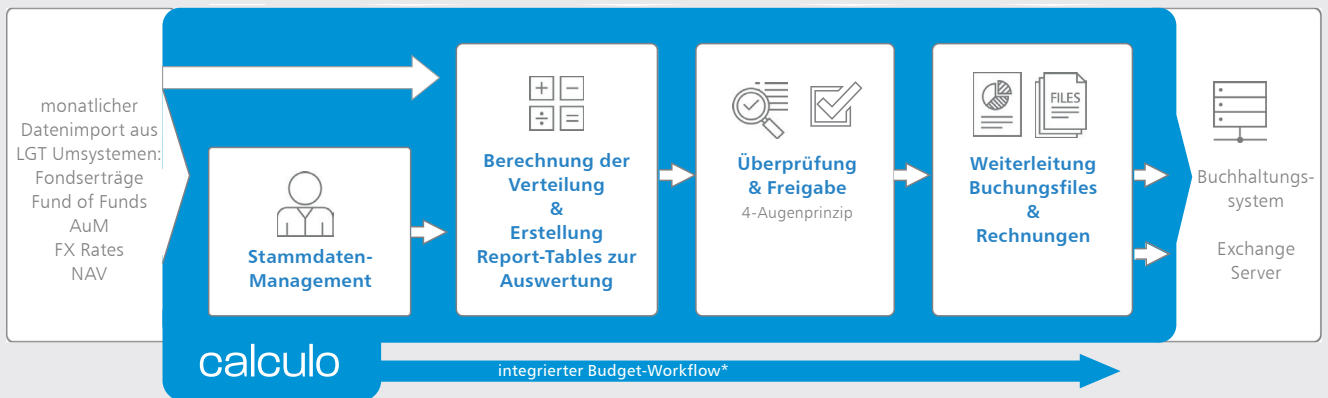 monatlicher
Datenimport aus
LGT Umsystemen:
Fondserträge
Fund of Funds
AuM
FX Rates
NAV
Stammdaten-
Management
Berechnung der
Verteilung
&
Erstellung
Report-Tables zur
Auswertung
Überprüfung
& Freigabe
4-Augenprinzip
FILES
Weiterleitung
Buchungsfiles
&
Rechnungen
Buchhaltungs-
system
Exchange
Server
calculo
integrierter Budget-Workflow*